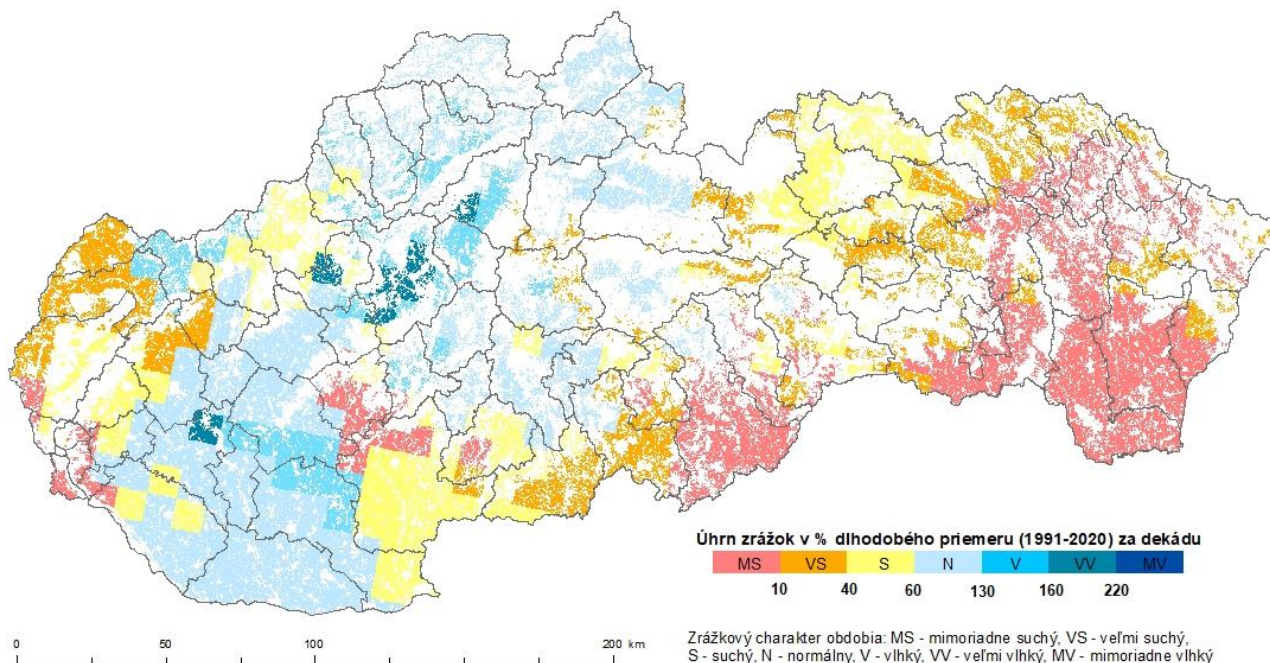 Úhrn zrážok v % dlhodobého priemeru (1991-2020) za dekádu
MS VS S N V VV MV
10 40 60 130 160 220
0 50 100 200 km
Zrážkový charakter obdobia: MS - mimoriadne suchý, VS - veľmi suchý,
S - suchý, N - normálny, V - vlhký, VV - veľmi vlhký, MV - mimoriadne vlhký